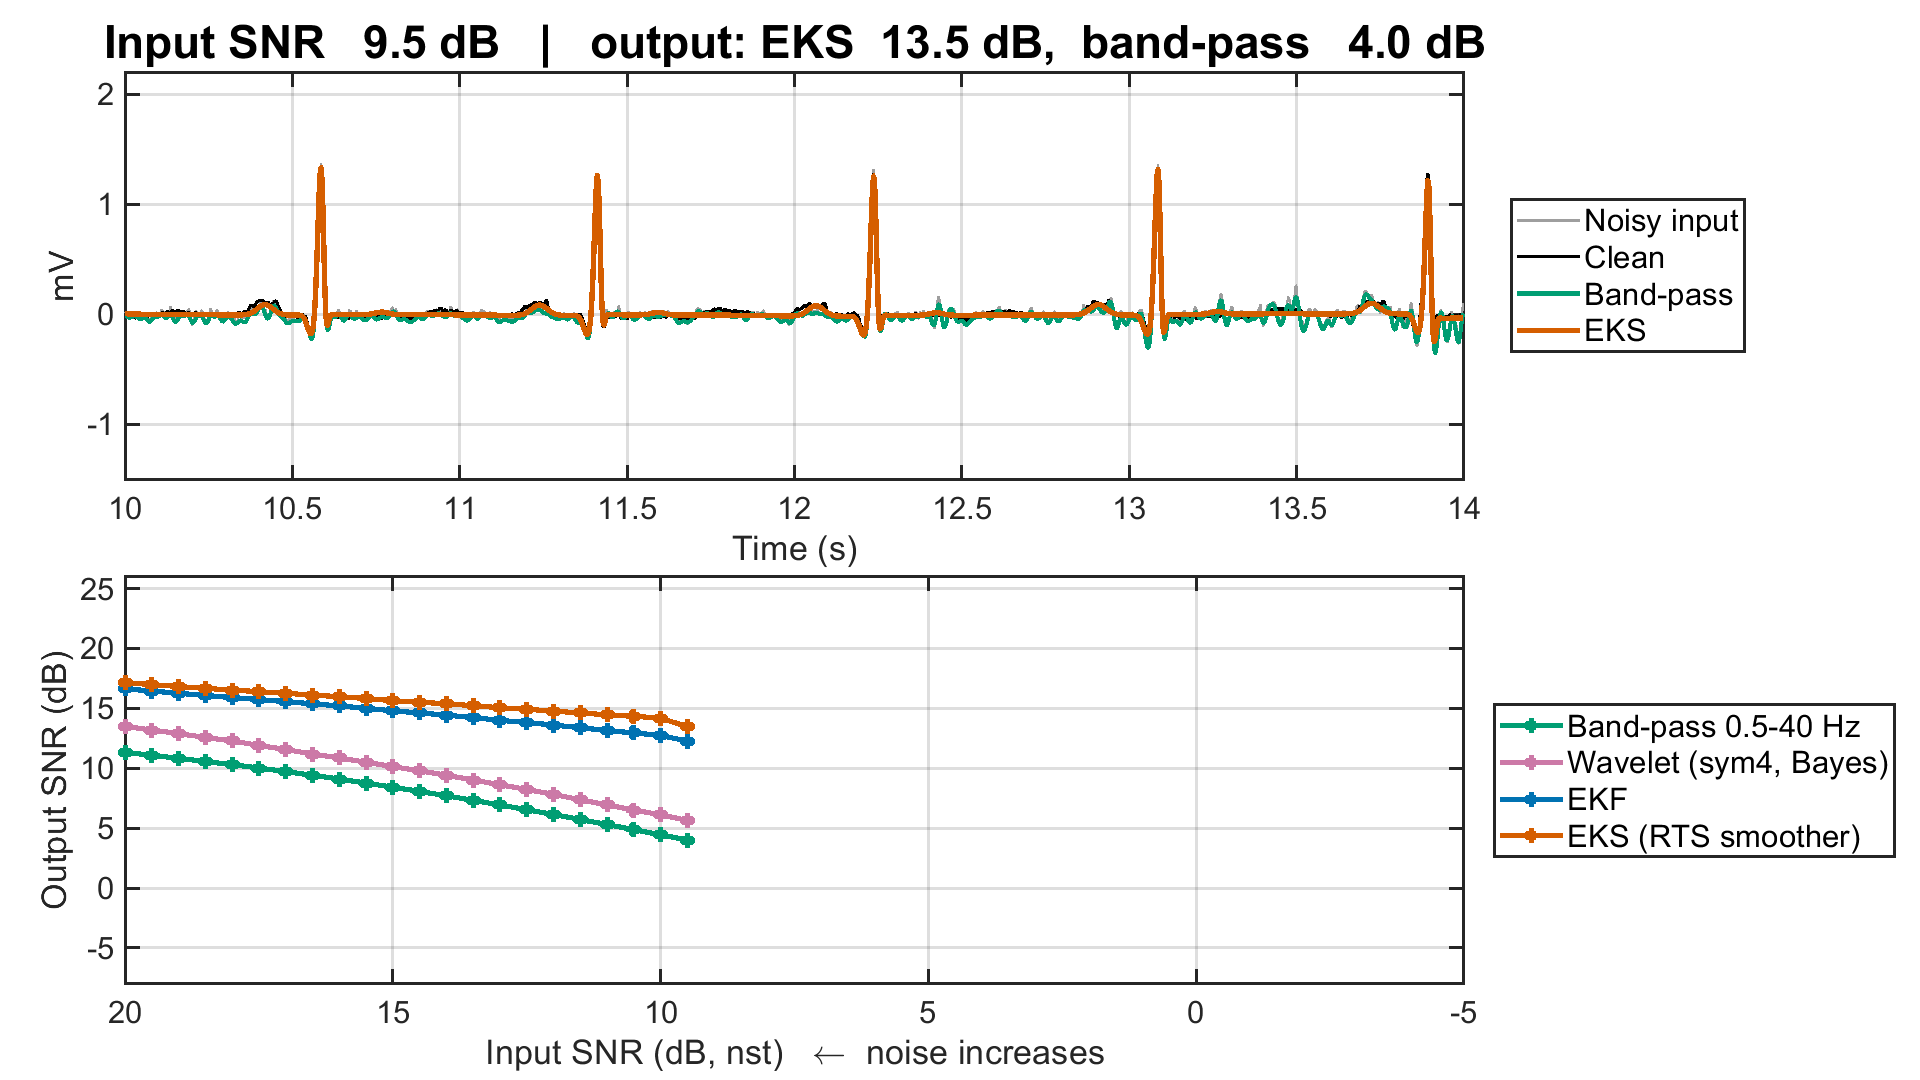 Input SNR 9.5 dB | output: EKS 13.5 dB, band-pass 4.0 dB
2
1
0
-1
mV
10 10.5 11 11.5 12 12.5 13 13.5 14
Time (s)
Noisy input
Clean
Band-pass
EKS
25
20
15
10
5
0
-5
Output SNR (dB)
20 15 10 5 0 -5
Input SNR (dB, nst) ← noise increases
Band-pass 0.5-40 Hz
Wavelet (sym4, Bayes)
EKF
EKS (RTS smoother)